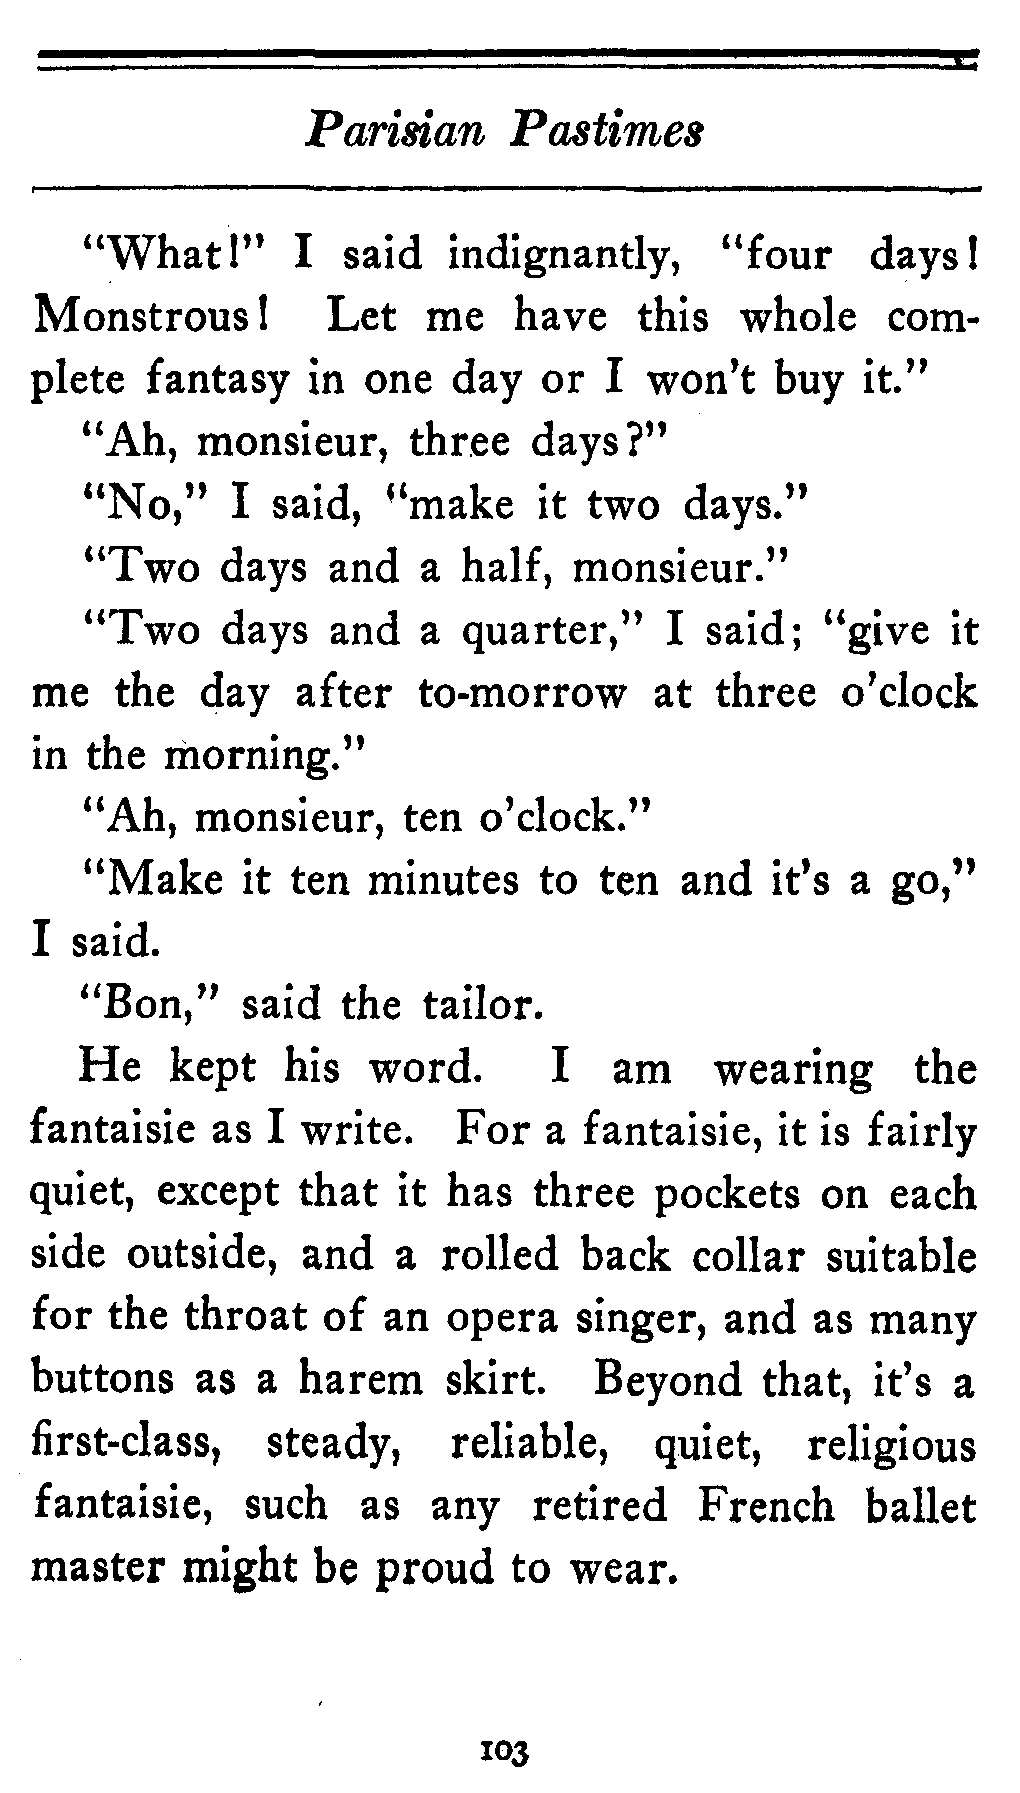 Parisian Pastimes
"What!" I said indignantly, "four days!
Monstrous! Let me have this whole com-
plete fantasy in one day or I won't buy it."
"Ah, monsieur, three days?"
"No," I said, "make it two days."
"Two days and a half, monsieur."
"Two days and a quarter," I said; "give it
me the day after to-morrow at three o'clock
in the morning."
"Ah, monsieur, ten o'clock."
"Make it ten minutes to ten and it's a go,"
I said.
"Bon," said the tailor.
He kept his word. I am wearing the
fantaisie as I write. For a fantaisie, it is fairly
quiet, except that it has three pockets on each
side outside, and a rolled back collar suitable
for the throat of an opera singer, and as many
buttons as a harem skirt. Beyond that, it's a
first-class, steady, reliable, quiet, religious
fantaisie, such as any retired French ballet
master might be proud to wear.
103